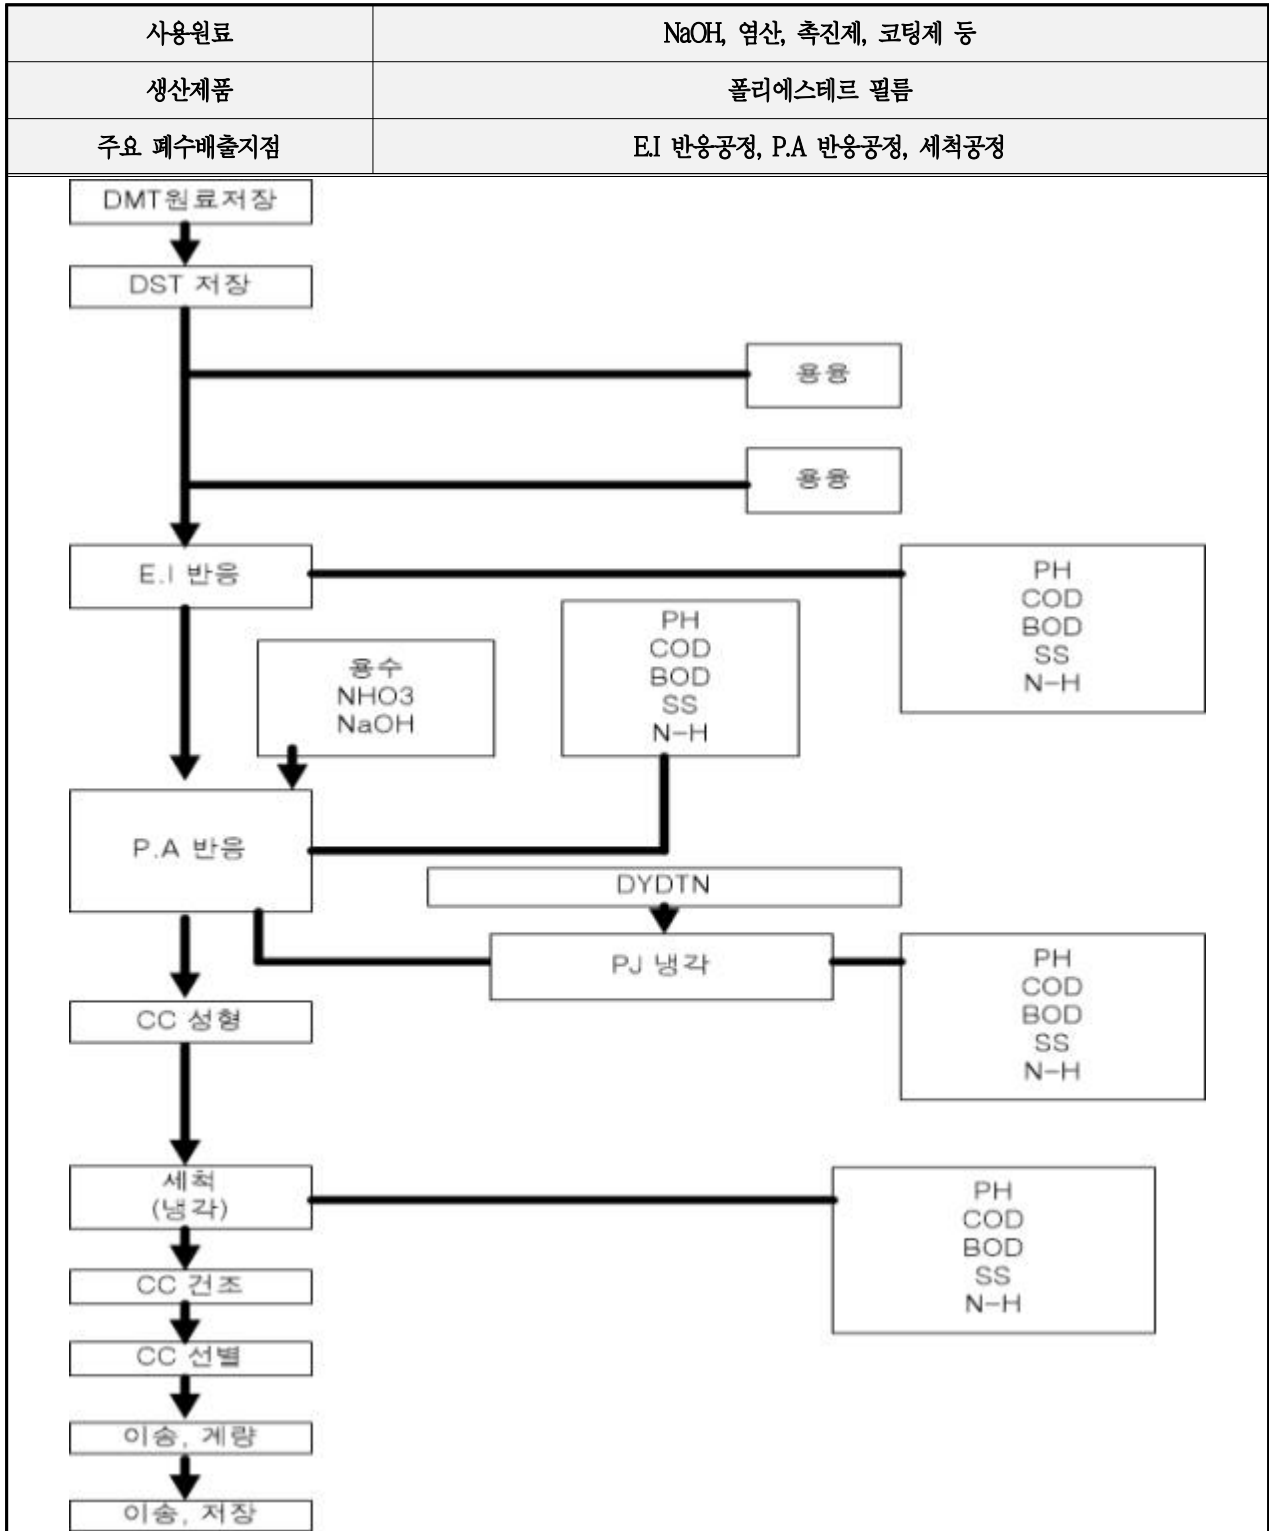 사용원료 NaOH, 염산, 촉진제, 코팅제 등
생산제품 폴리에스테르 필름
주요 폐수배출지점 E.I 반응공정, P.A 반응공정, 세척공정
DMT원료저장
DST 저장
용융
용융
E.I 반응
PH
COD
BOD
SS
N-H
PH
COD
BOD
SS
N-H
용수
NHO3
NaOH
P.A 반응
DYDTN
PJ 냉각
PH
COD
BOD
SS
N-H
CC 성형
세척
(냉각)
PH
COD
BOD
SS
N-H
CC 건조
CC 선별
이송, 계량
이송, 저장